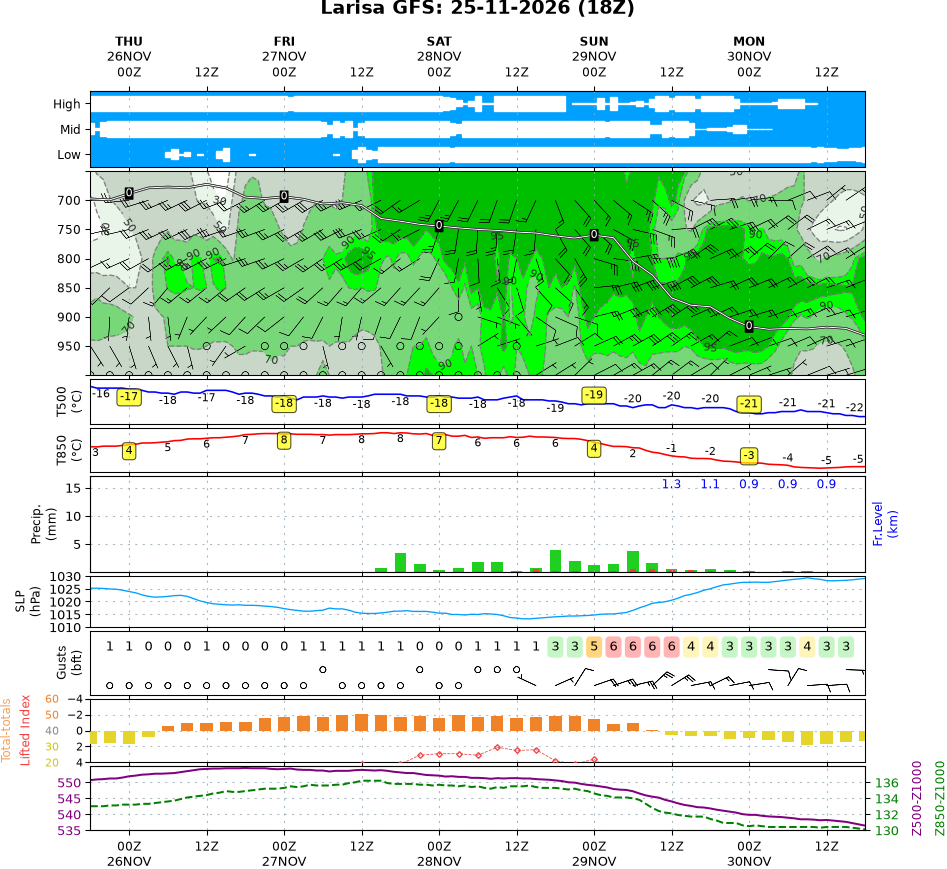 Larisa GFS: 25-11-2026 (18Z)
THU FRI SAT SUN MON
26NOV 27NOV 28NOV 29NOV 30NOV
00Z 12Z 00Z 12Z 00Z 12Z 00Z 12Z 00Z 12Z
High
Mid
Low
700
750
800
850
900
950
0 0 0 0 0
T500 (°C)
-16 -17 -18 -17 -18 -18 -18 -18 -18 -18 -18 -18 -19 -19 -20 -20 -20 -21 -21 -21 -22
T850 (°C)
3 4 5 6 7 8 7 8 8 7 6 6 6 4 2 -1 -2 -3 -4 -5 -5
Precip. (mm)
15
10
5
1.3 1.1 0.9 0.9 0.9
Fr.Level (km)
SLP (hPa)
1030
1025
1020
1015
1010
Gusts (bft)
1 1 0 0 0 1 0 0 0 0 1 1 1 1 1 1 0 0 0 1 1 1 1 3 3 5 6 6 6 6 4 4 3 3 3 3 4 3 3
Total-totals
Lifted Index
60 −4
50 −2
40 0
30 2
20 4
550
545
540
535
136
134
132
130
Z500-Z1000
Z850-Z1000
00Z 12Z 00Z 12Z 00Z 12Z 00Z 12Z 00Z 12Z
26NOV 27NOV 28NOV 29NOV 30NOV